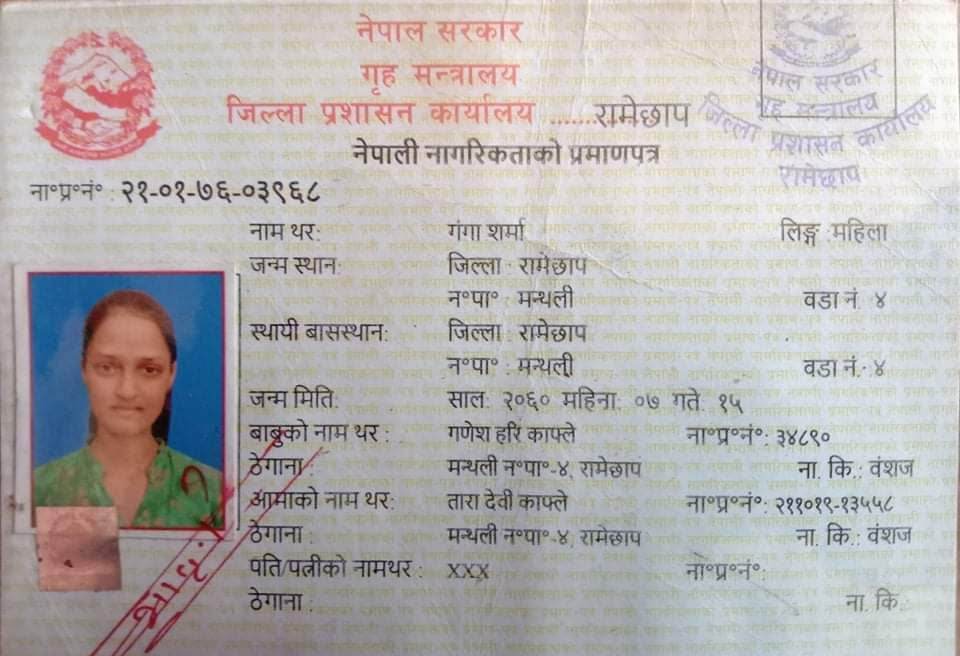 नेपाल सरकार
गृह मन्त्रालय
जिल्ला प्रशासन कार्यालय ......रामेछाप
नेपाली नागरिकताको प्रमाणपत्र
नेपाल सरकार
गृह मन्त्रालय
जिल्ला प्रशासन कार्यालय
रामेछाप
ना°प्र°नं° : २१-०१-७६-०३९६८
नाम थर: गंगा शर्मा लिङ्ग महिला
जन्म स्थान: जिल्ला : रामेछाप
न°पा° : मन्थली वडा नं. ४
स्थायी बासस्थान: जिल्ला : रामेछाप
न°पा° : मन्थली वडा नं.: ४
जन्म मिति: साल: २०६० महिना: ०७ गते: १५
बाबुको नाम थर : गणेश हरि काफ्ले ना°प्र°नं°: ३४८९०
ठेगाना : मन्थली न°पा°-४, रामेछाप ना. कि.: वंशज
आमाको नाम थर: तारा देवी काफ्ले ना°प्र°नं°: २११०१९-१३५५८
ठेगाना : मन्थली न°पा°-४, रामेछाप ना. कि.: वंशज
पति/पत्नीको नामथर : XXX ना°प्र°नं°:
ठेगाना : ना. कि.: